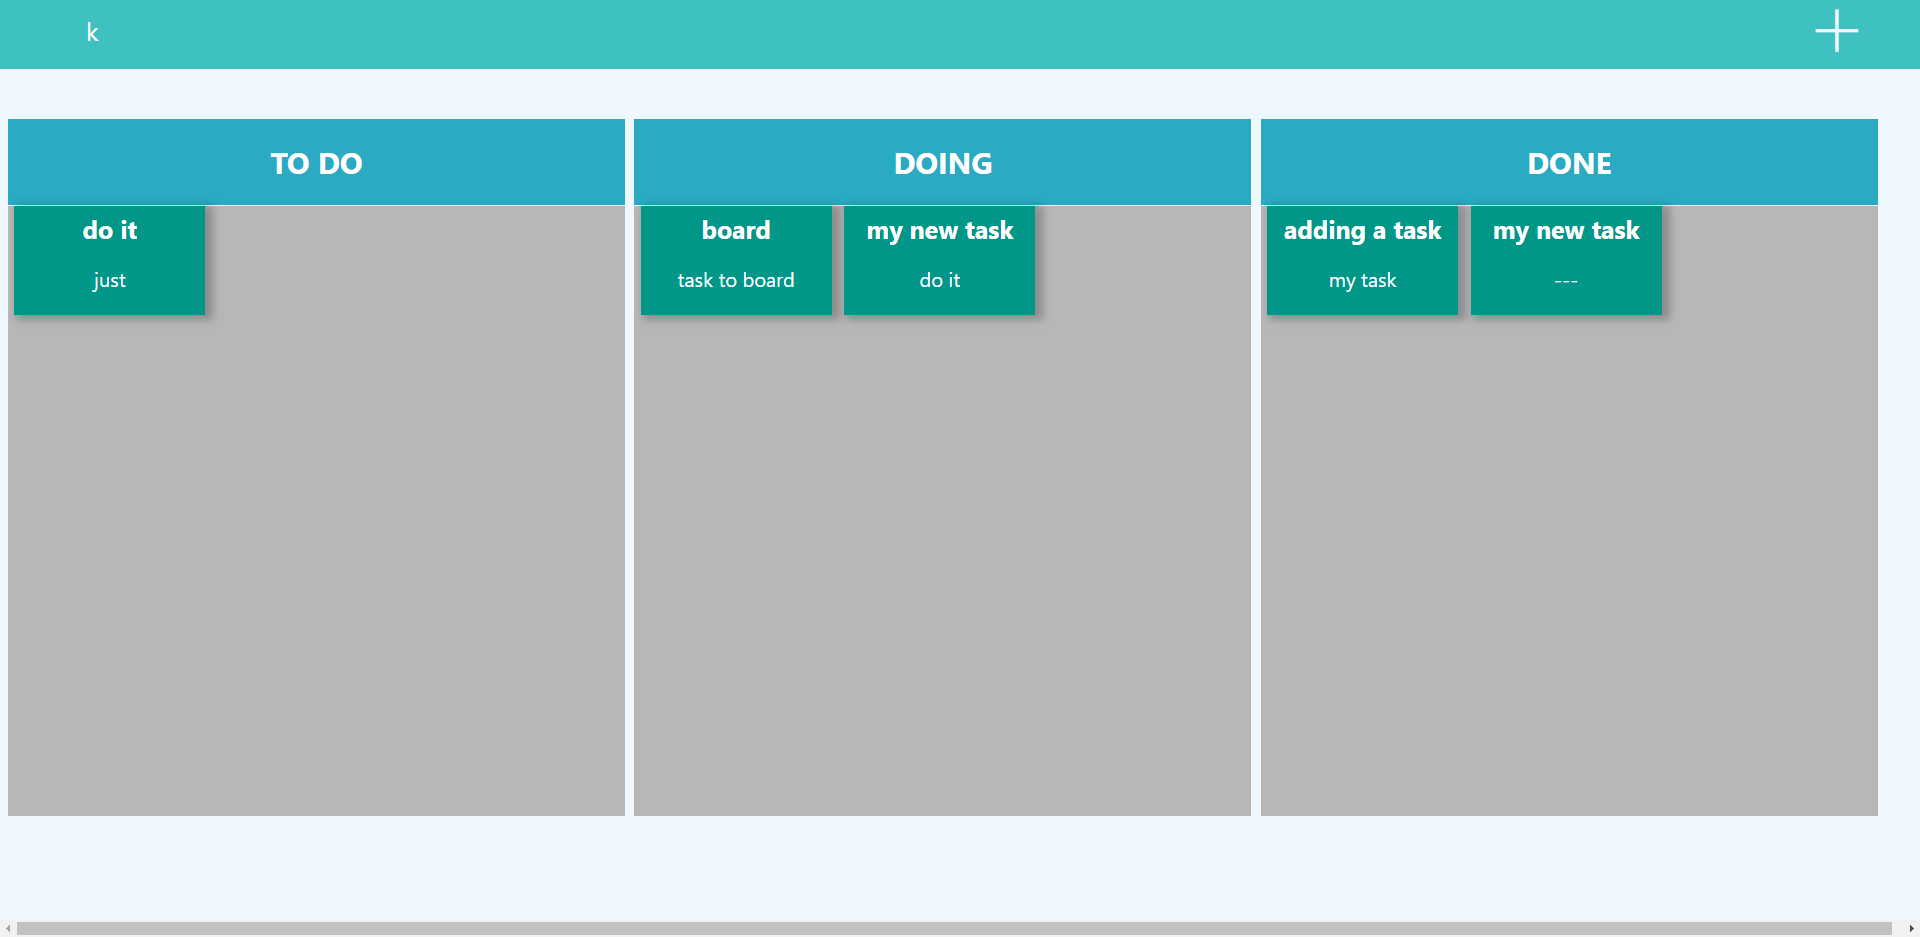 k
TO DO
do it
just
DOING
board
task to board
my new task
do it
DONE
adding a task
my task
my new task
---